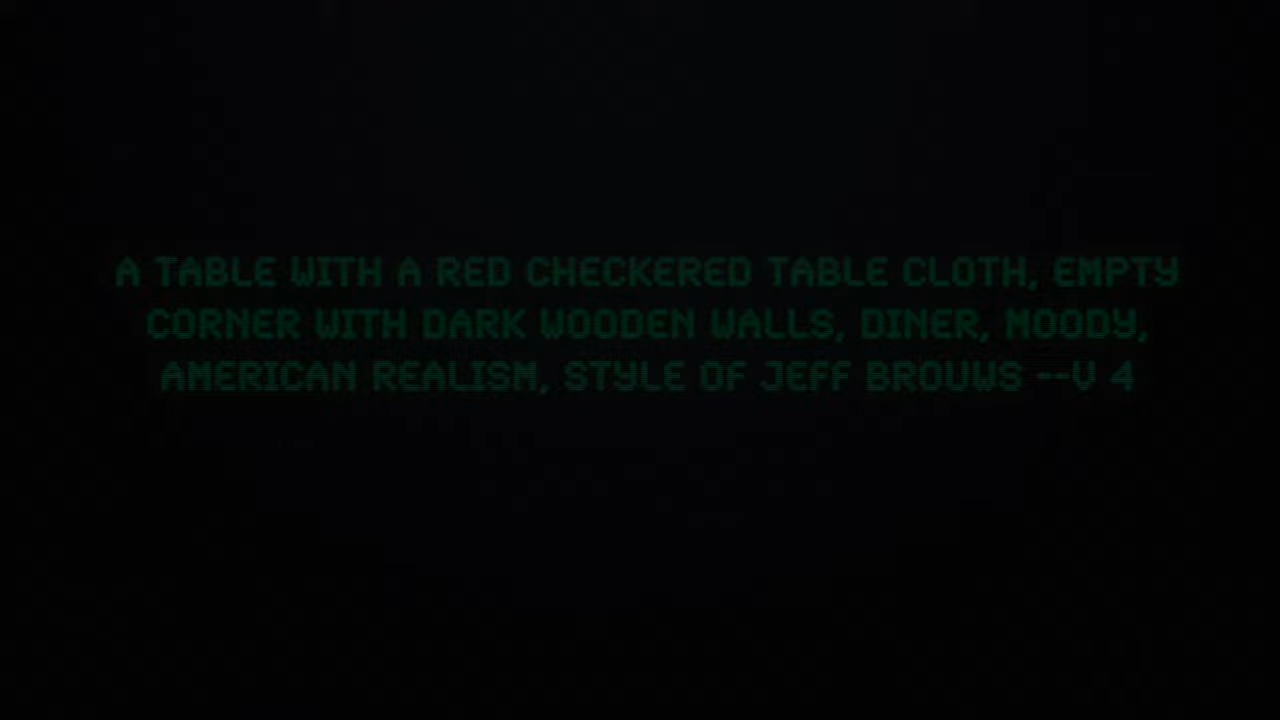 A TABLE WITH A RED CHECKERED TABLE CLOTH, EMPTY
CORNER WITH DARK WOODEN WALLS, DINER, MOODY,
AMERICAN REALISM, STYLE OF JEFF BROUWS --V 4